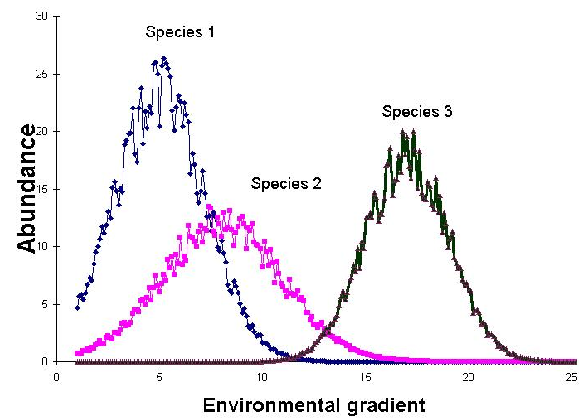 30
Species 1
25
Species 3
20
Abundance
Species 2
15
10
5
0
0 5 10 15 20 25
Environmental gradient